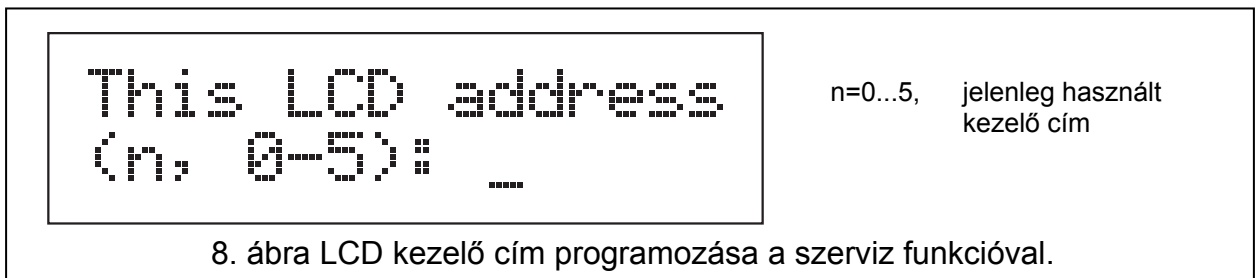 This LCD address
(n, 0-5): _
n=0...5, jelenleg használt
kezelő cím
8. ábra LCD kezelő cím programozása a szerviz funkcióval.